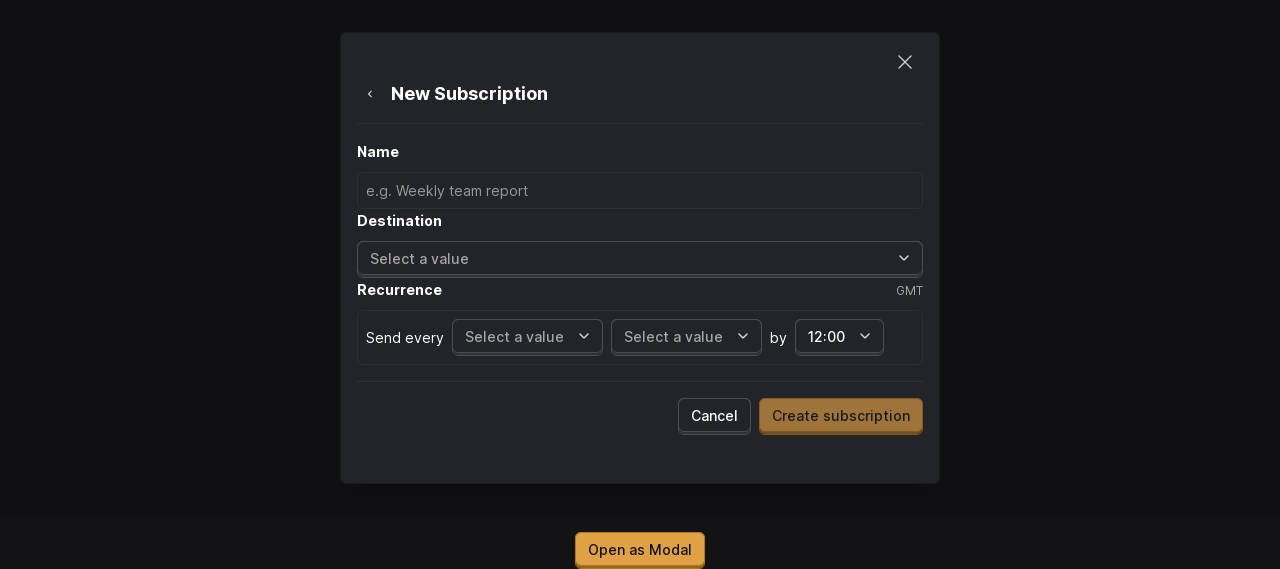 New Subscription
Name
e.g. Weekly team report
Destination
Select a value
Recurrence GMT
Send every Select a value Select a value by 12:00
Cancel Create subscription
Open as Modal